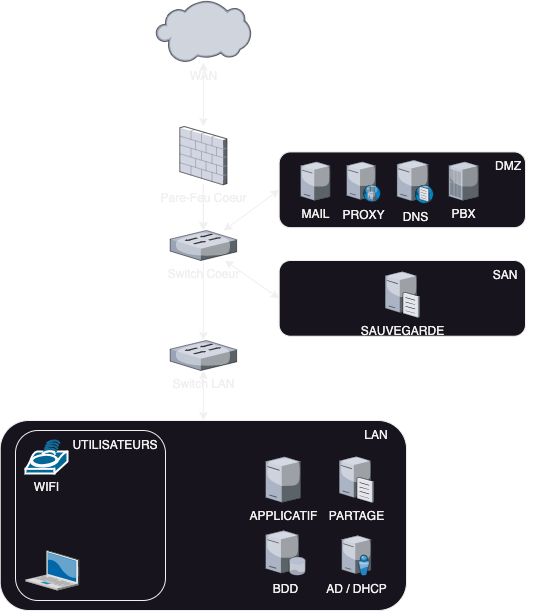 WAN
Pare-Feu Coeur
DMZ
MAIL
PROXY
DNS
PBX
Switch Coeur
SAN
SAUVEGARDE
Switch LAN
LAN
UTILISATEURS
WIFI
APPLICATIF
PARTAGE
BDD
AD / DHCP